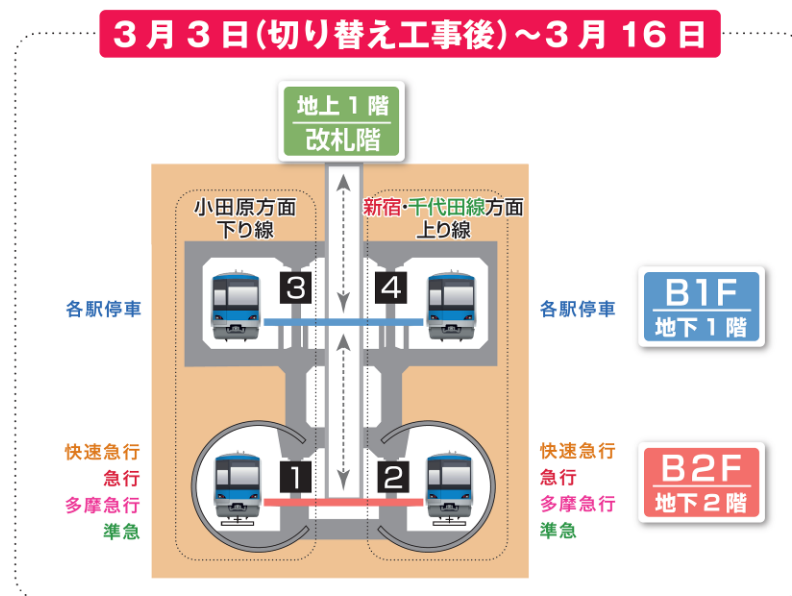 3月3日(切り替え工事後)〜3月16日
地上1階
改札階
小田原方面
下り線
新宿・千代田線方面
上り線
各駅停車
3
4
各駅停車
B1F
地下1階
快速急行
急行
多摩急行
準急
1
2
快速急行
急行
多摩急行
準急
B2F
地下2階